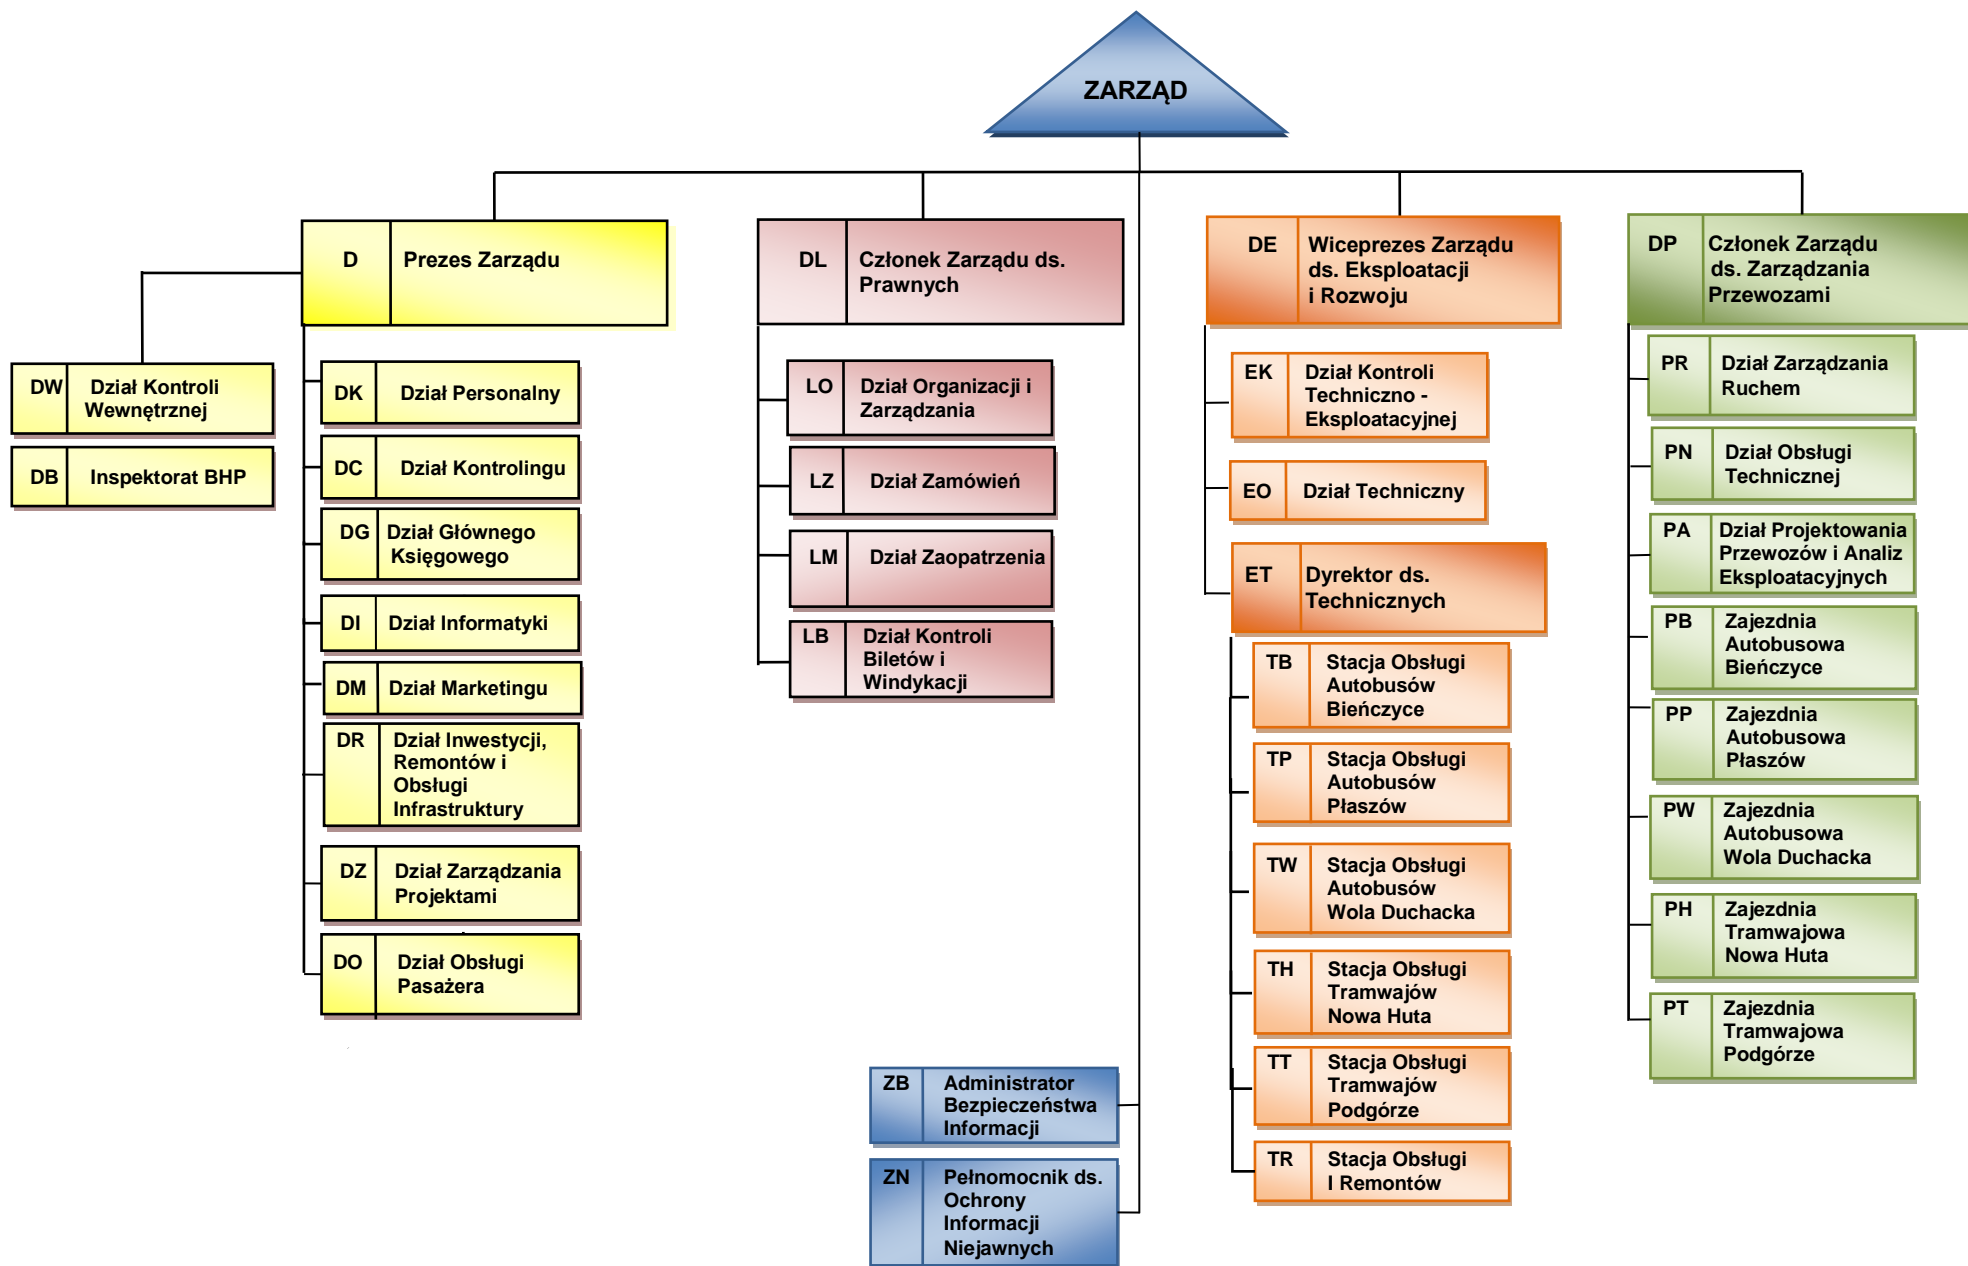 ZARZĄD
D Prezes Zarządu
DW Dział Kontroli
Wewnętrznej
DB Inspektorat BHP
DK Dział Personalny
DC Dział Kontrolingu
DG Dział Głównego
Księgowego
DI Dział Informatyki
DM Dział Marketingu
DR Dział Inwestycji,
Remontów i
Obsługi
Infrastruktury
DZ Dział Zarządzania
Projektami
DO Dział Obsługi
Pasażera
DL Członek Zarządu ds.
Prawnych
LO Dział Organizacji i
Zarządzania
LZ Dział Zamówień
LM Dział Zaopatrzenia
LB Dział Kontroli
Biletów i
Windykacji
ZB Administrator
Bezpieczeństwa
Informacji
ZN Pełnomocnik ds.
Ochrony
Informacji
Niejawnych
DE Wiceprezes Zarządu
ds. Eksploatacji
i Rozwoju
EK Dział Kontroli
Techniczno -
Eksploatacyjnej
EO Dział Techniczny
ET Dyrektor ds.
Technicznych
TB Stacja Obsługi
Autobusów
Bieńczyce
TP Stacja Obsługi
Autobusów
Płaszów
TW Stacja Obsługi
Autobusów
Wola Duchacka
TH Stacja Obsługi
Tramwajów
Nowa Huta
TT Stacja Obsługi
Tramwajów
Podgórze
TR Stacja Obsługi
I Remontów
DP Członek Zarządu
ds. Zarządzania
Przewozami
PR Dział Zarządzania
Ruchem
PN Dział Obsługi
Technicznej
PA Dział Projektowania
Przewozów i Analiz
Eksploatacyjnych
PB Zajezdnia
Autobusowa
Bieńczyce
PP Zajezdnia
Autobusowa
Płaszów
PW Zajezdnia
Autobusowa
Wola Duchacka
PH Zajezdnia
Tramwajowa
Nowa Huta
PT Zajezdnia
Tramwajowa
Podgórze